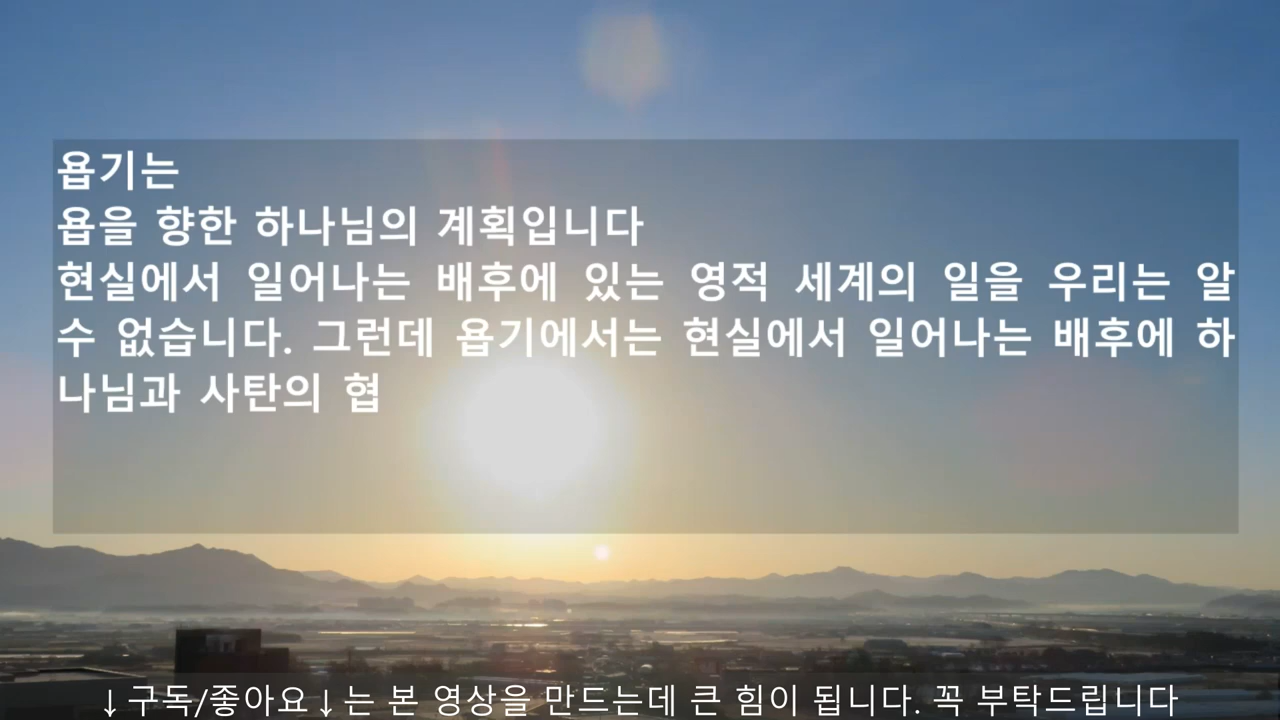 욥기는
욥을 향한 하나님의 계획입니다
현실에서 일어나는 배후에 있는 영적 세계의 일을 우리는 알
수 없습니다. 그런데 욥기에서는 현실에서 일어나는 배후에 하
나님과 사탄의 협
↓구독/좋아요↓는 본 영상을 만드는데 큰 힘이 됩니다. 꼭 부탁드립니다